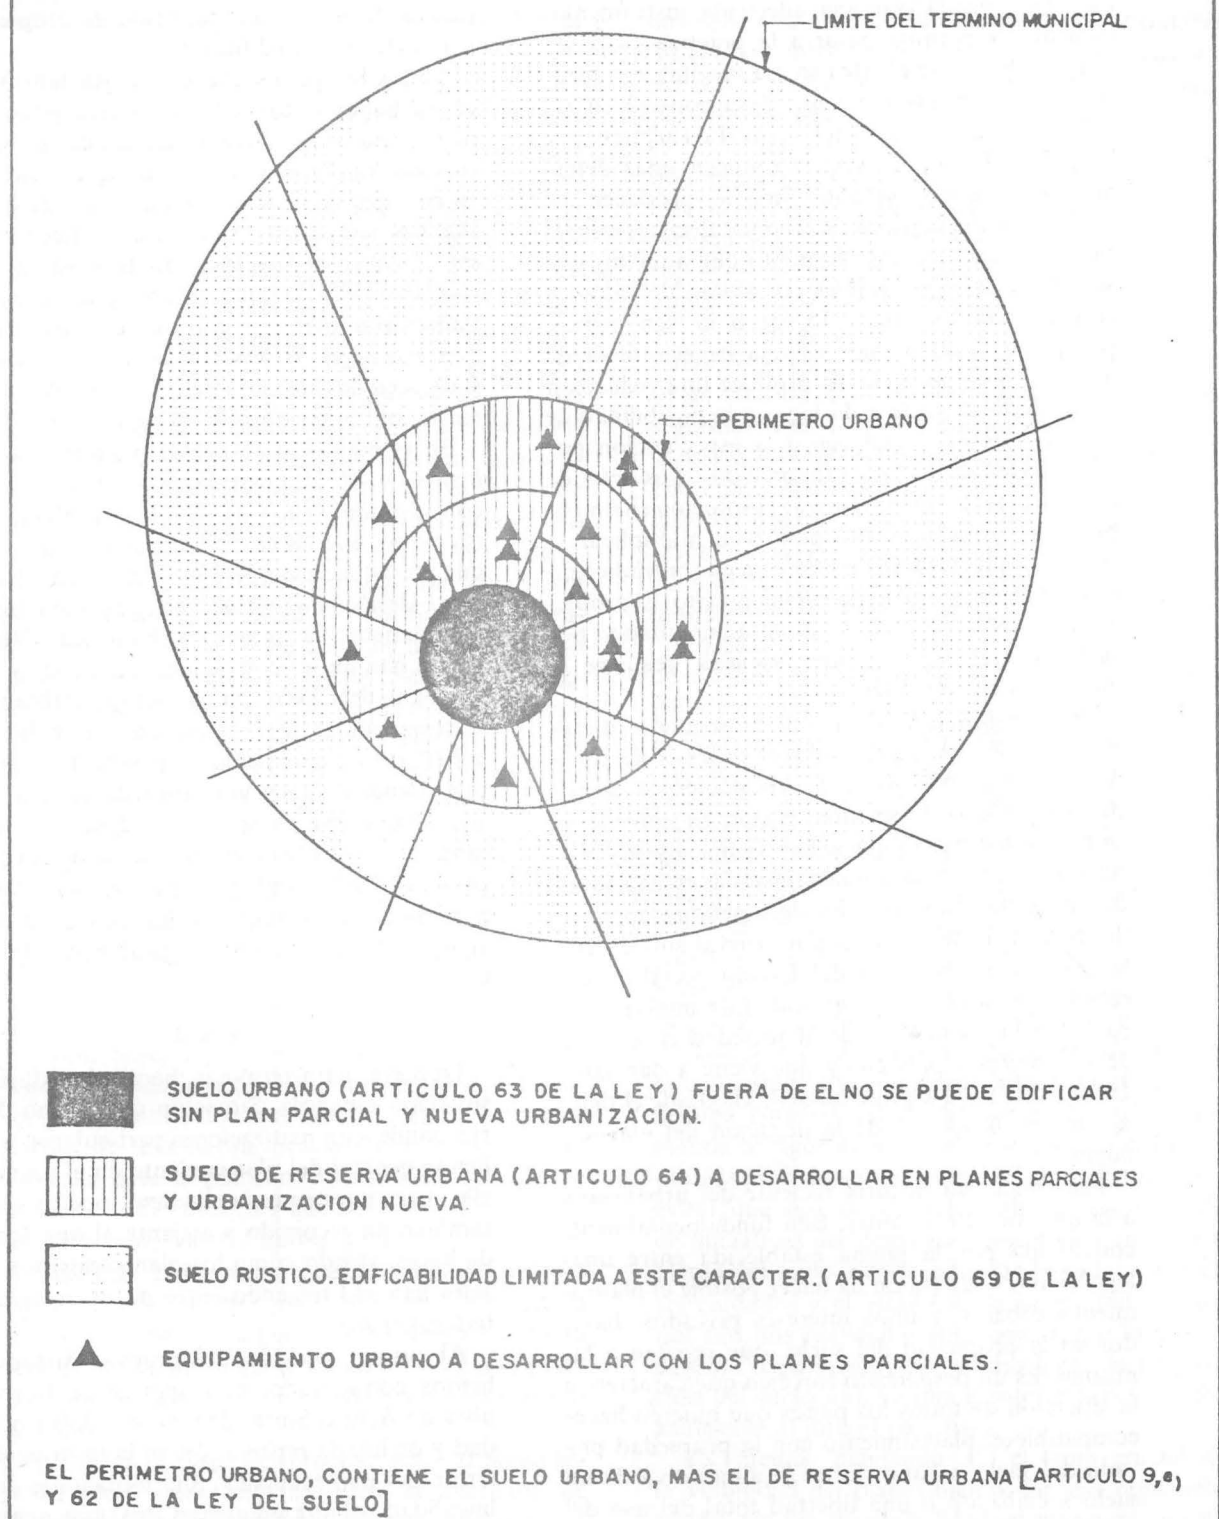 LIMITE DEL TERMINO MUNICIPAL
PERIMETRO URBANO
SUELO URBANO (ARTICULO 63 DE LA LEY) FUERA DE EL NO SE PUEDE EDIFICAR
SIN PLAN PARCIAL Y NUEVA URBANIZACION.
SUELO DE RESERVA URBANA (ARTICULO 64) A DESARROLLAR EN PLANES PARCIALES
Y URBANIZACION NUEVA.
SUELO RUSTICO. EDIFICABILIDAD LIMITADA A ESTE CARACTER. (ARTICULO 69 DE LA LEY)
EQUIPAMIENTO URBANO A DESARROLLAR CON LOS PLANES PARCIALES.
EL PERIMETRO URBANO, CONTIENE EL SUELO URBANO, MAS EL DE RESERVA URBANA [ARTICULO 9,
Y 62 DE LA LEY DEL SUELO]